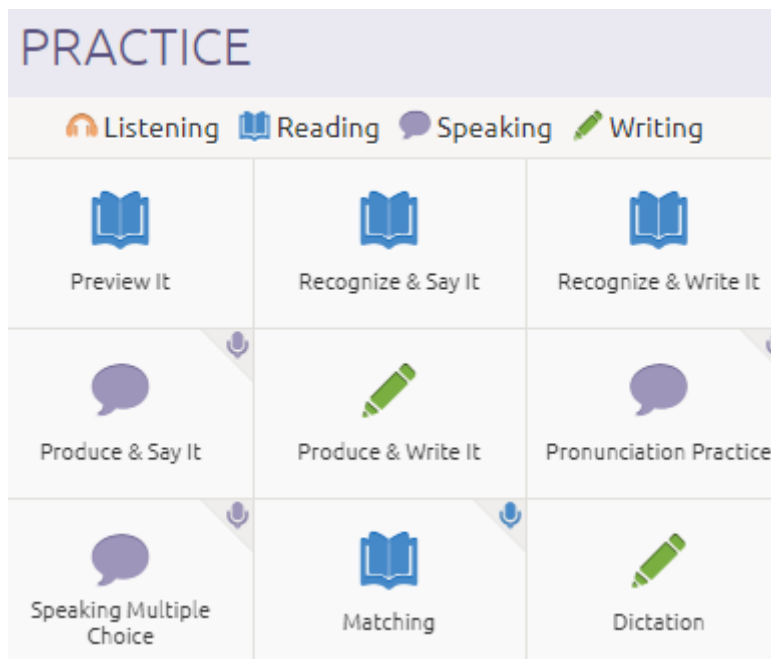 PRACTICE
Listening Reading Speaking Writing
Preview It
Recognize & Say It
Recognize & Write It
Produce & Say It
Produce & Write It
Pronunciation Practice
Speaking Multiple
Choice
Matching
Dictation